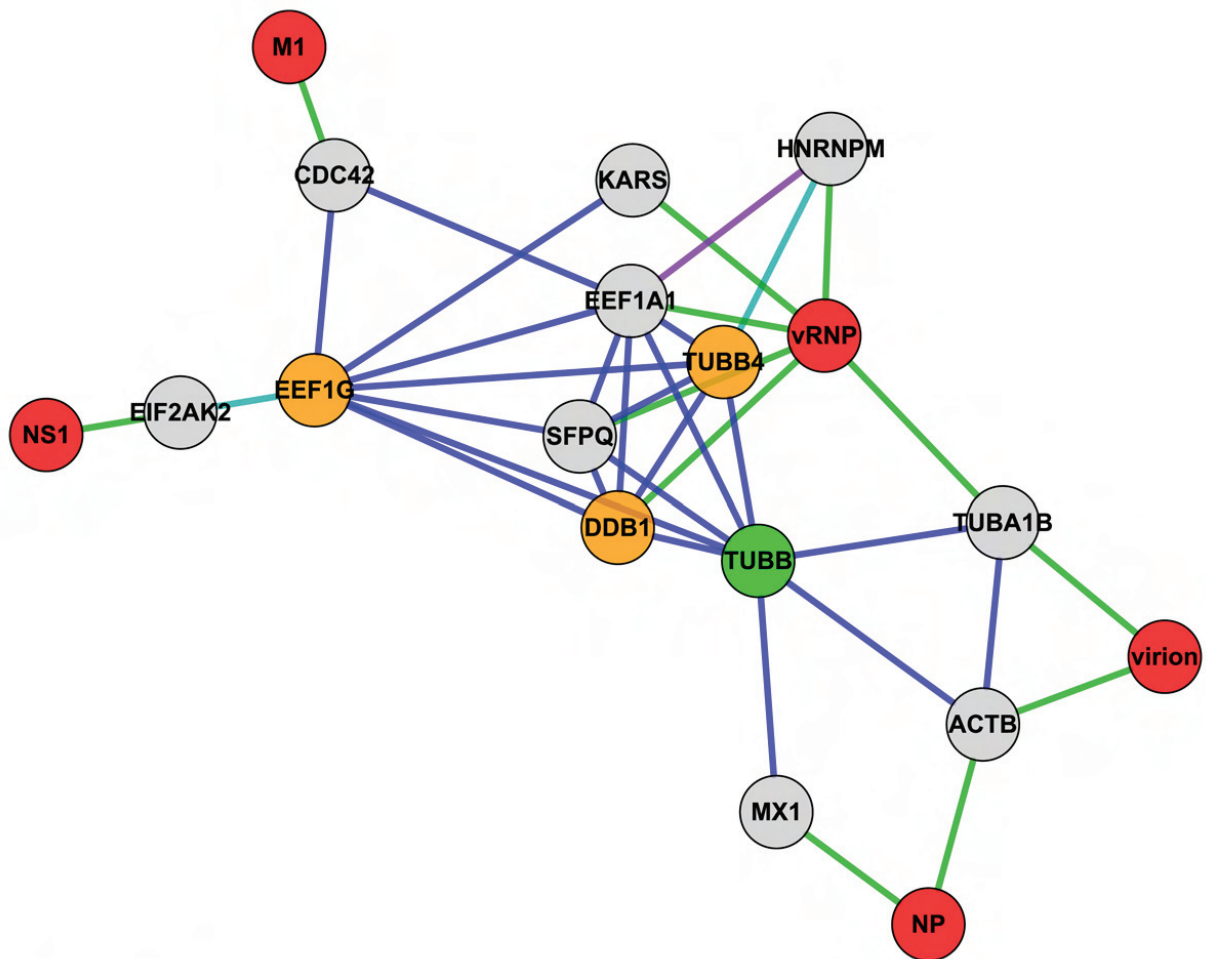 M1
HNRNPM
CDC42
KARS
EEF1A1
vRNP
TUBB4
EEF1G
EIF2AK2
NS1
SFPQ
DDB1
TUBA1B
TUBB
virion
ACTB
MX1
NP